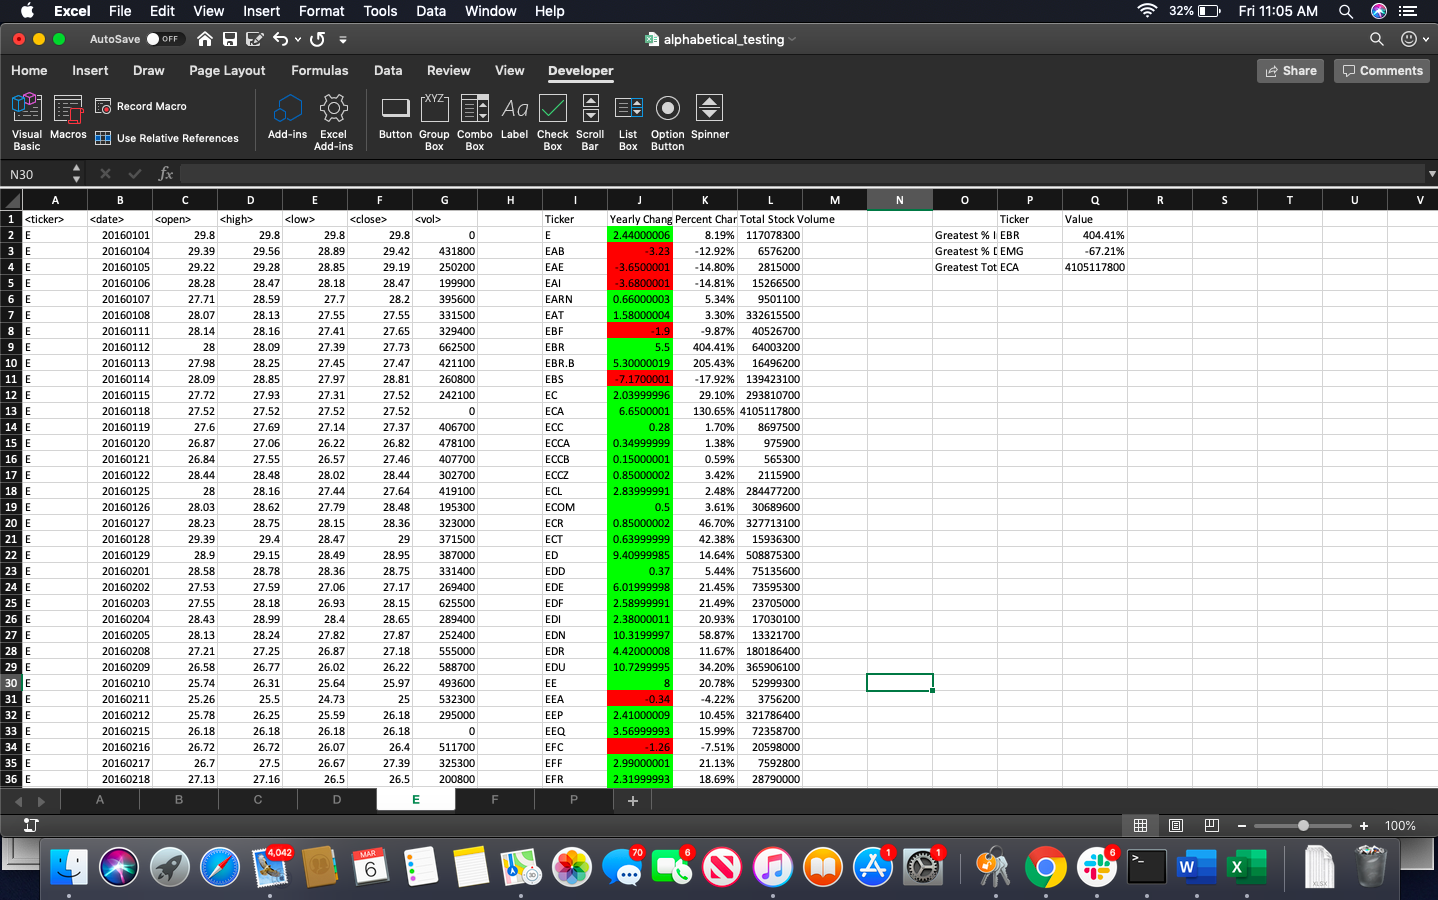 Excel File Edit View Insert Format Tools Data Window Help 32% Fri 11:05 AM
AutoSave OFF alphabetical_testing
Home Insert Draw Page Layout Formulas Data Review View Developer Share Comments
Record Macro
Use Relative References
Visual Basic Macros Add-ins Excel Add-ins Button Group Box Combo Box Label Check Box Scroll Bar List Box Option Button Spinner
XYZ Aa
N30 fx
A B C D E F G H I J K L M N O P Q R S T U V
1 <ticker> <date> <open> <high> <low> <close> <vol> Ticker Yearly Chang Percent Char Total Stock Volume Ticker Value
2 E 20160101 29.8 29.8 29.8 29.8 0 E 2.44000006 8.19% 117078300 Greatest % I EBR 404.41%
3 E 20160104 29.39 29.56 28.89 29.42 431800 EAB -3.23 -12.92% 6576200 Greatest % D EMG -67.21%
4 E 20160105 29.22 29.28 28.85 29.19 250200 EAE -3.6500001 -14.80% 2815000 Greatest Tot ECA 4105117800
5 E 20160106 28.28 28.47 28.18 28.47 199900 EAI -3.6800001 -14.81% 15266500
6 E 20160107 27.71 28.59 27.7 28.2 395600 EARN 0.66000003 5.34% 9501100
7 E 20160108 28.07 28.13 27.55 27.55 331500 EAT 1.58000004 3.30% 332615500
8 E 20160111 28.14 28.16 27.41 27.65 329400 EBF -1.9 -9.87% 40526700
9 E 20160112 28 28.09 27.39 27.73 662500 EBR 5.5 404.41% 64003200
10 E 20160113 27.98 28.25 27.45 27.47 421100 EBR.B 5.30000019 205.43% 16496200
11 E 20160114 28.09 28.85 27.97 28.81 260800 EBS -7.1700001 -17.92% 139423100
12 E 20160115 27.72 27.93 27.31 27.52 242100 EC 2.03999996 29.10% 293810700
13 E 20160118 27.52 27.52 27.52 27.52 0 ECA 6.6500001 130.65% 4105117800
14 E 20160119 27.6 27.69 27.14 27.37 406700 ECC 0.28 1.70% 8697500
15 E 20160120 26.87 27.06 26.22 26.82 478100 ECCA 0.34999999 1.38% 975900
16 E 20160121 26.84 27.55 26.57 27.46 407700 ECCB 0.15000001 0.59% 565300
17 E 20160122 28.44 28.48 28.02 28.44 302700 ECCZ 0.85000002 3.42% 2115900
18 E 20160125 28 28.16 27.44 27.64 419100 ECL 2.83999991 2.48% 284477200
19 E 20160126 28.03 28.62 27.79 28.48 195300 ECOM 0.5 3.61% 30689600
20 E 20160127 28.23 28.75 28.15 28.36 323000 ECR 0.85000002 46.70% 327713100
21 E 20160128 29.39 29.4 28.47 29 371500 ECT 0.63999999 42.38% 15936300
22 E 20160129 28.9 29.15 28.49 28.95 387000 ED 9.40999985 14.64% 508875300
23 E 20160201 28.58 28.78 28.36 28.75 331400 EDD 0.37 5.44% 75135600
24 E 20160202 27.53 27.59 27.06 27.17 269400 EDE 6.01999998 21.45% 73595300
25 E 20160203 27.55 28.18 26.93 28.15 625500 EDF 2.58999991 21.49% 23705000
26 E 20160204 28.43 28.99 28.4 28.65 289400 EDI 2.38000011 20.93% 17030100
27 E 20160205 28.13 28.24 27.82 27.87 252400 EDN 10.3199997 58.87% 13321700
28 E 20160208 27.21 27.25 26.87 27.18 555000 EDR 4.42000008 11.67% 180186400
29 E 20160209 26.58 26.77 26.02 26.22 588700 EDU 10.7299995 34.20% 365906100
30 E 20160210 25.74 26.31 25.64 25.97 493600 EE 8 20.78% 52999300
31 E 20160211 25.26 25.5 24.73 25 532300 EEA -0.34 -4.22% 3756200
32 E 20160212 25.78 26.25 25.59 26.18 295000 EEP 2.41000009 10.45% 321786400
33 E 20160215 26.18 26.18 26.18 26.18 0 EEQ 3.56999993 15.99% 72358700
34 E 20160216 26.72 26.72 26.07 26.4 511700 EFC -1.26 -7.51% 20598000
35 E 20160217 26.7 27.5 26.67 27.39 325300 EFF 2.99000001 21.13% 7592800
36 E 20160218 27.13 27.16 26.5 26.5 200800 EFR 2.31999993 18.69% 28790000
A B C D E F P +
100%
4,042 MAR 6 70 6 1 1 6 W X XLSX